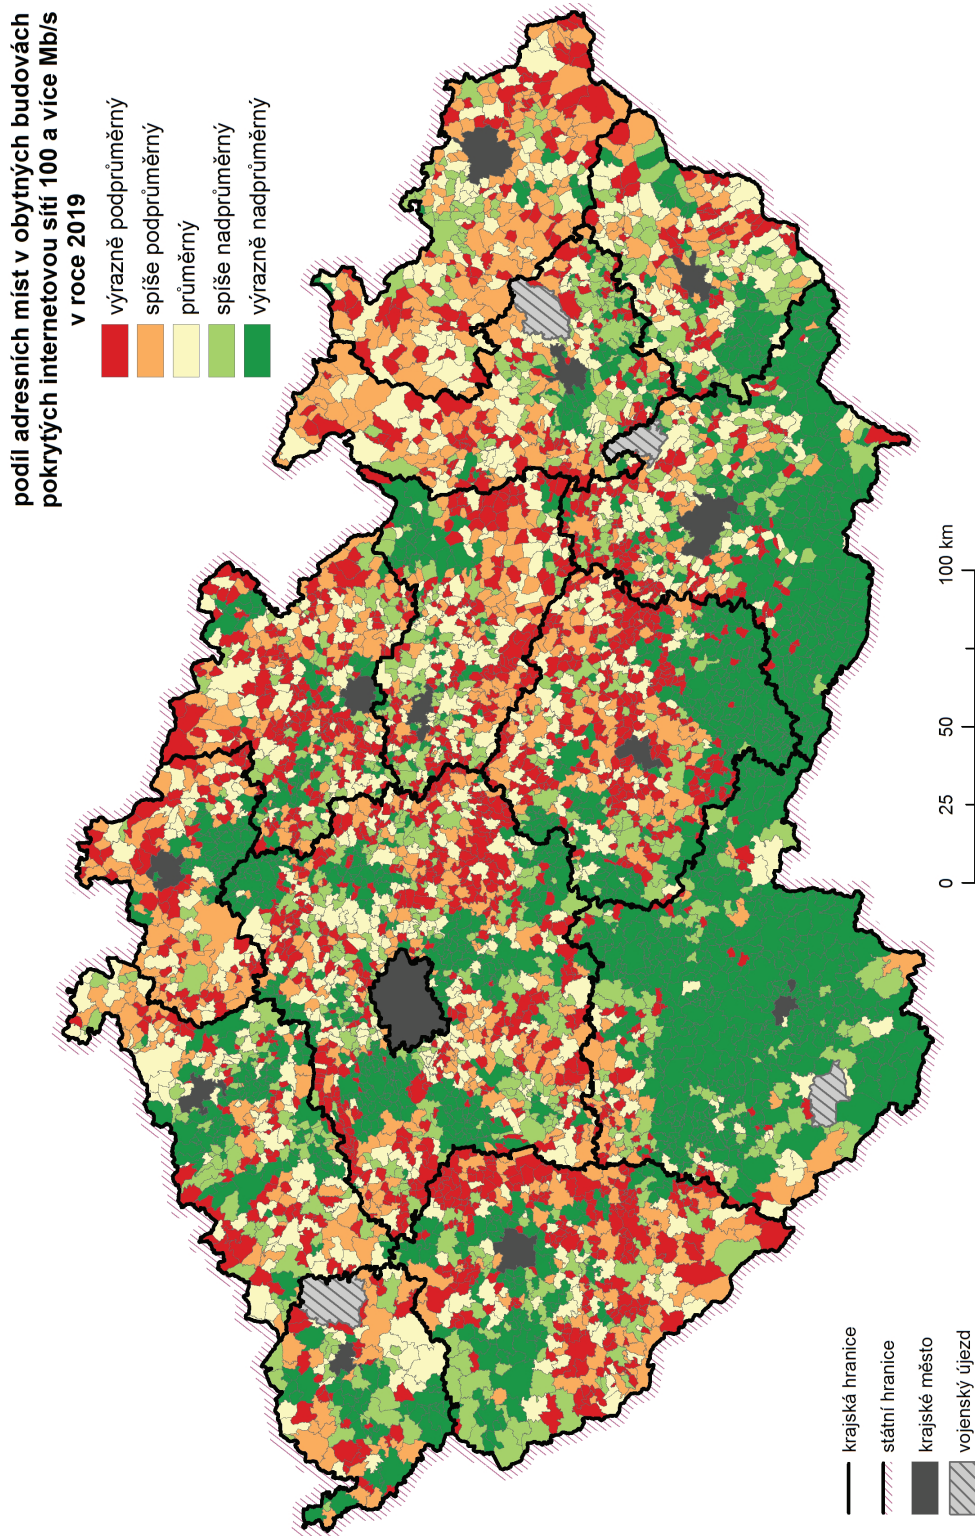 podíl adresních míst v obytných budovách
pokrytých internetovou sítí 100 a více Mb/s
v roce 2019
výrazně podprůměrný
spíše podprůměrný
průměrný
spíše nadprůměrný
výrazně nadprůměrný
krajská hranice
státní hranice
krajské město
vojenský újezd
0 25 50 100 km